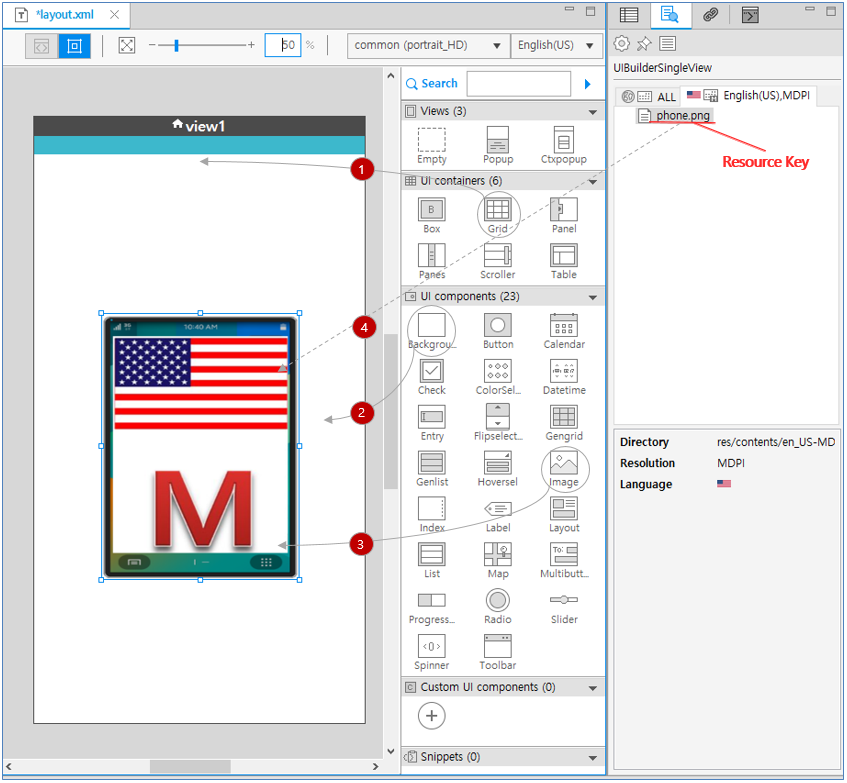 *layout.xml
50 %
common (portrait_HD)
English(US)
view1
10:40 AM
M
Search
Views (3)
Empty Popup Ctxpopup
UI containers (6)
Box Grid Panel
Panes Scroller Table
UI components (23)
Backgrou... Button Calendar
Check ColorSel... Datetime
Entry Flipselect... Gengrid
Genlist Hoversel Image
Index Label Layout
List Map Multibutt...
Progress... Radio Slider
Spinner Toolbar
Custom UI components (0)
Snippets (0)
1
4
2
3
UIBuilderSingleView
ALL
English(US),MDPI
phone.png
Resource Key
Directory res/contents/en_US-MD
Resolution MDPI
Language